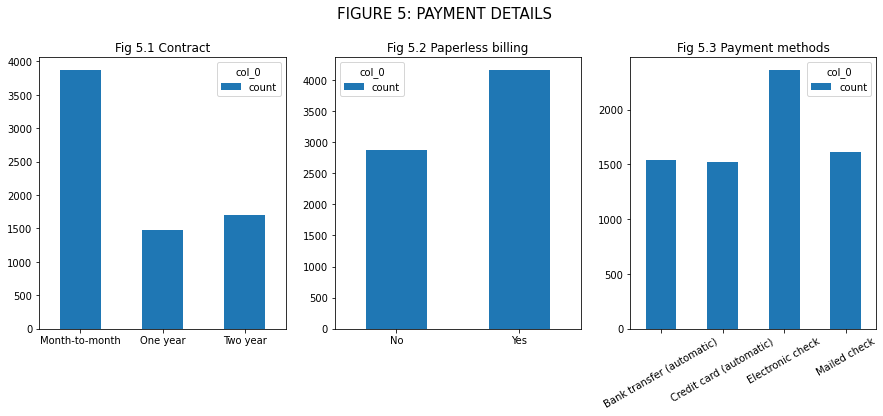 FIGURE 5: PAYMENT DETAILS
Fig 5.1 Contract
col_0
count
4000
3500
3000
2500
2000
1500
1000
500
0
Month-to-month
One year
Two year
Fig 5.2 Paperless billing
col_0
count
4000
3500
3000
2500
2000
1500
1000
500
0
No
Yes
Fig 5.3 Payment methods
col_0
count
2000
1500
1000
500
0
Bank transfer (automatic)
Credit card (automatic)
Electronic check
Mailed check